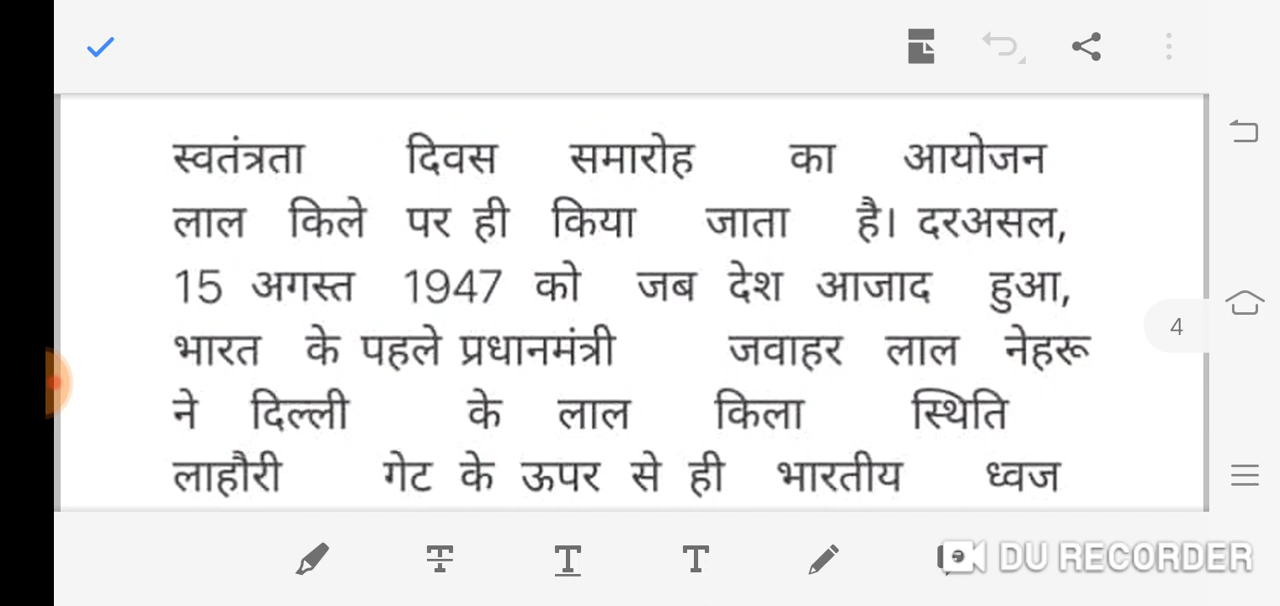 स्वतंत्रता दिवस समारोह का आयोजन
लाल किले पर ही किया जाता है। दरअसल,
15 अगस्त 1947 को जब देश आजाद हुआ,
भारत के पहले प्रधानमंत्री जवाहर लाल नेहरू
4
ने दिल्ली के लाल किला स्थिति
लाहौरी गेट के ऊपर से ही भारतीय ध्वज
DU RECORDER